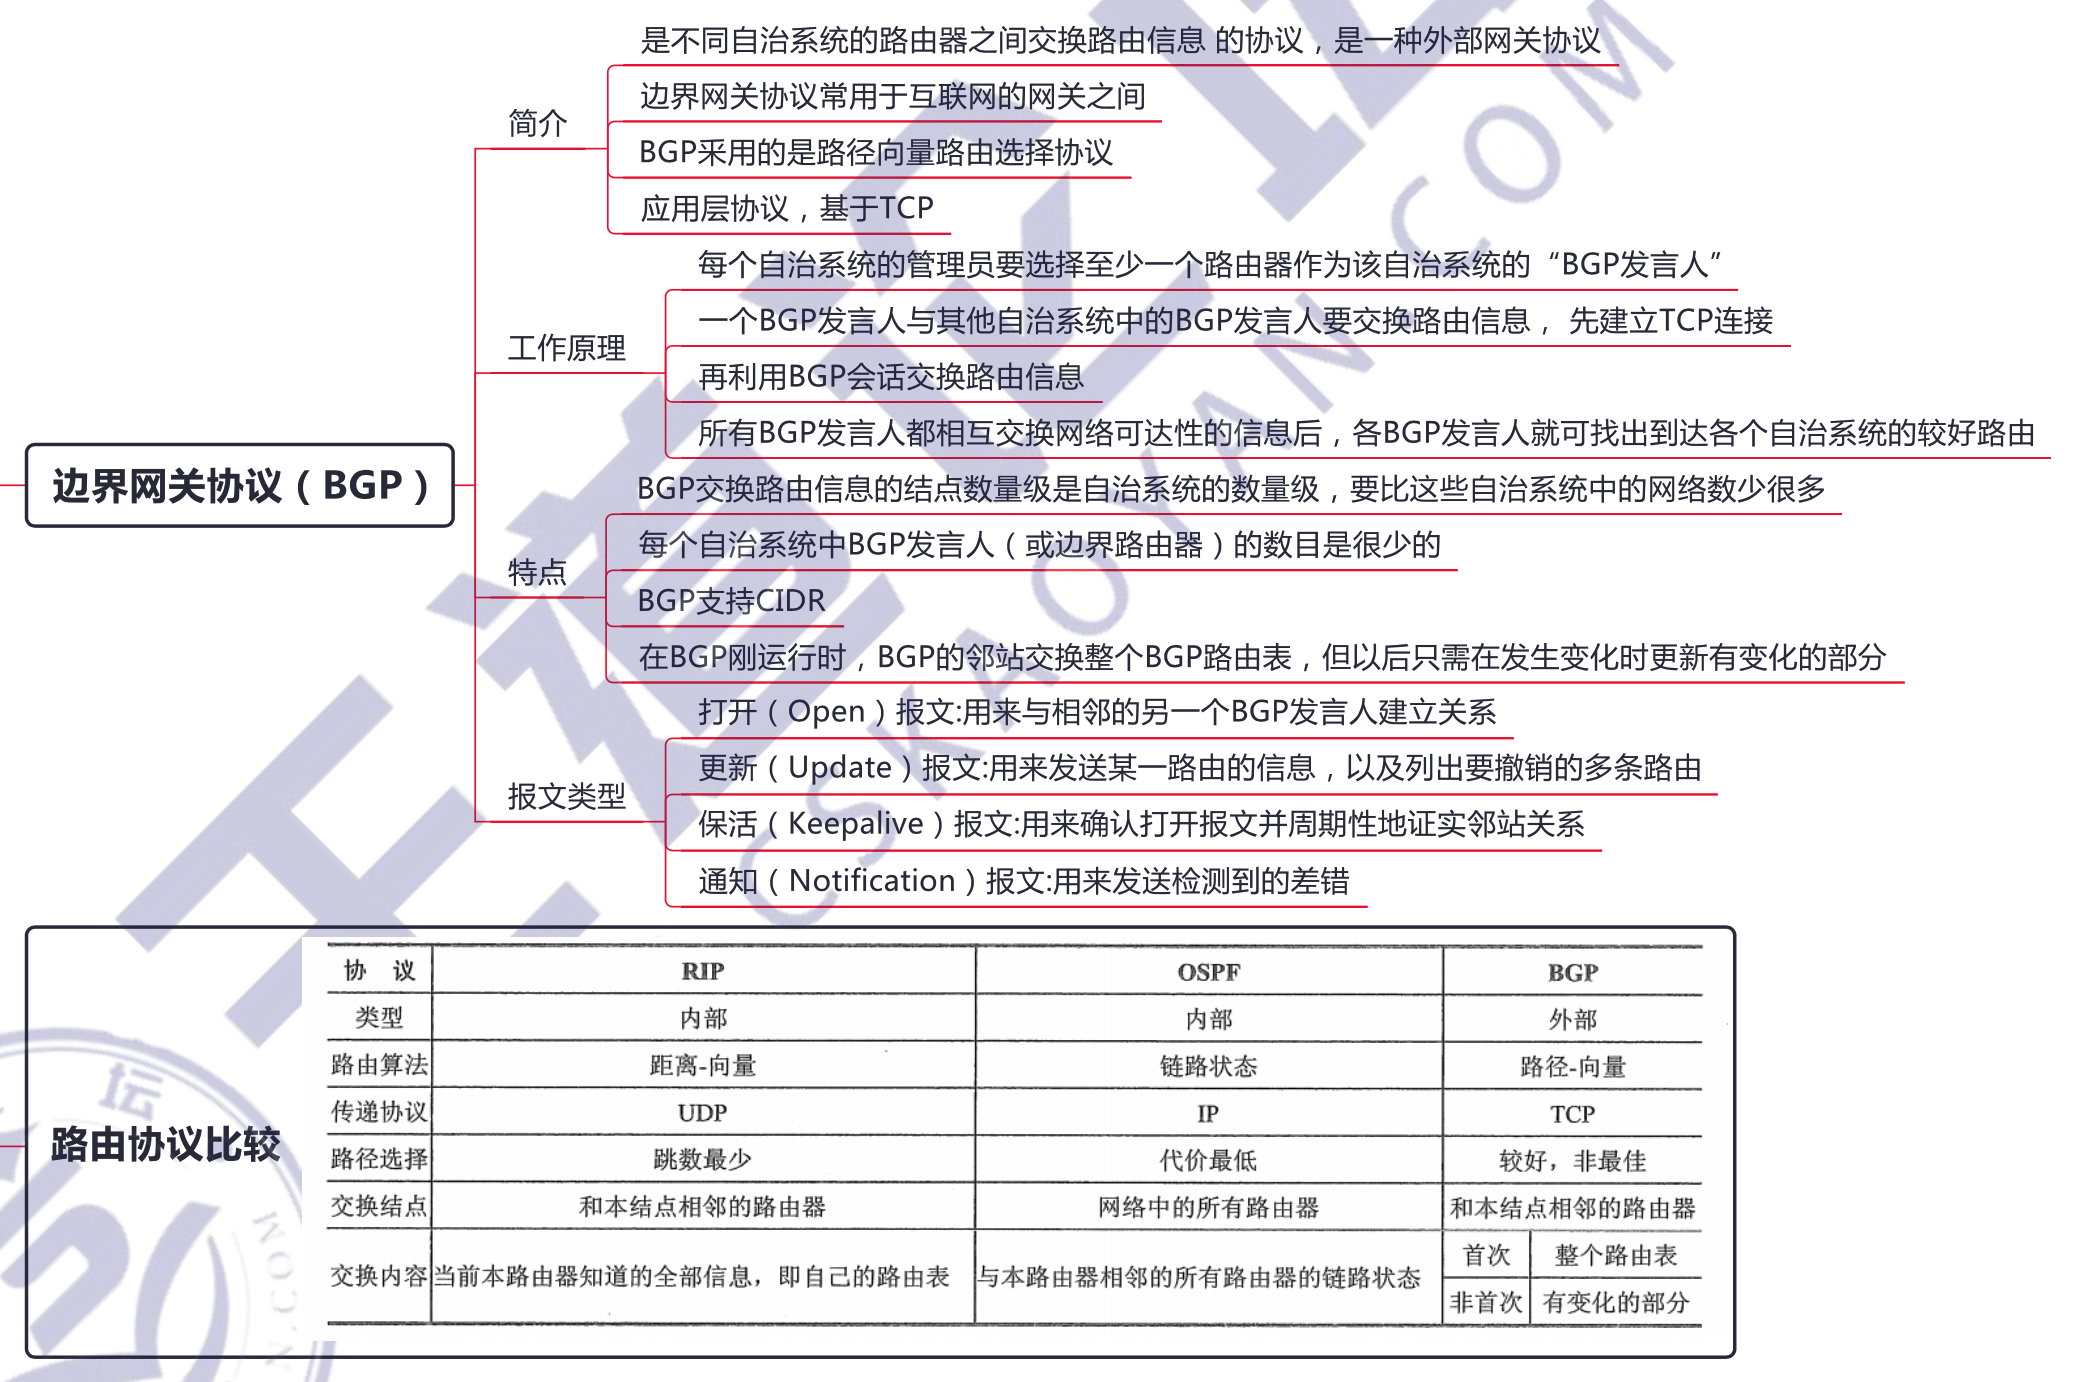 是不同自治系统的路由器之间交换路由信息 的协议，是一种外部网关协议
边界网关协议常用于互联网的网关之间
简介
BGP采用的是路径向量路由选择协议
应用层协议，基于TCP
每个自治系统的管理员要选择至少一个路由器作为该自治系统的“BGP发言人”
一个BGP发言人与其他自治系统中的BGP发言人要交换路由信息， 先建立TCP连接
工作原理
再利用BGP会话交换路由信息
所有BGP发言人都相互交换网络可达性的信息后，各BGP发言人就可找出到达各个自治系统的较好路由
边界网关协议（BGP）
BGP交换路由信息的结点数量级是自治系统的数量级，要比这些自治系统中的网络数少很多
每个自治系统中BGP发言人（或边界路由器）的数目是很少的
特点
BGP支持CIDR
在BGP刚运行时，BGP的邻站交换整个BGP路由表，但以后只需在发生变化时更新有变化的部分
打开（Open）报文:用来与相邻的另一个BGP发言人建立关系
更新（Update）报文:用来发送某一路由的信息，以及列出要撤销的多条路由
报文类型
保活（Keepalive）报文:用来确认打开报文并周期性地证实邻站关系
通知（Notification）报文:用来发送检测到的差错
路由协议比较
协 议 RIP OSPF BGP
类型 内部 内部 外部
路由算法 距离-向量 链路状态 路径-向量
传递协议 UDP IP TCP
路径选择 跳数最少 代价最低 较好，非最佳
交换结点 和本结点相邻的路由器 网络中的所有路由器 和本结点相邻的路由器
交换内容 当前本路由器知道的全部信息，即自己的路由表 与本路由器相邻的所有路由器的链路状态 首次 整个路由表
非首次 有变化的部分
王道论坛
CSKAOYAN.COM
坛
N.COM